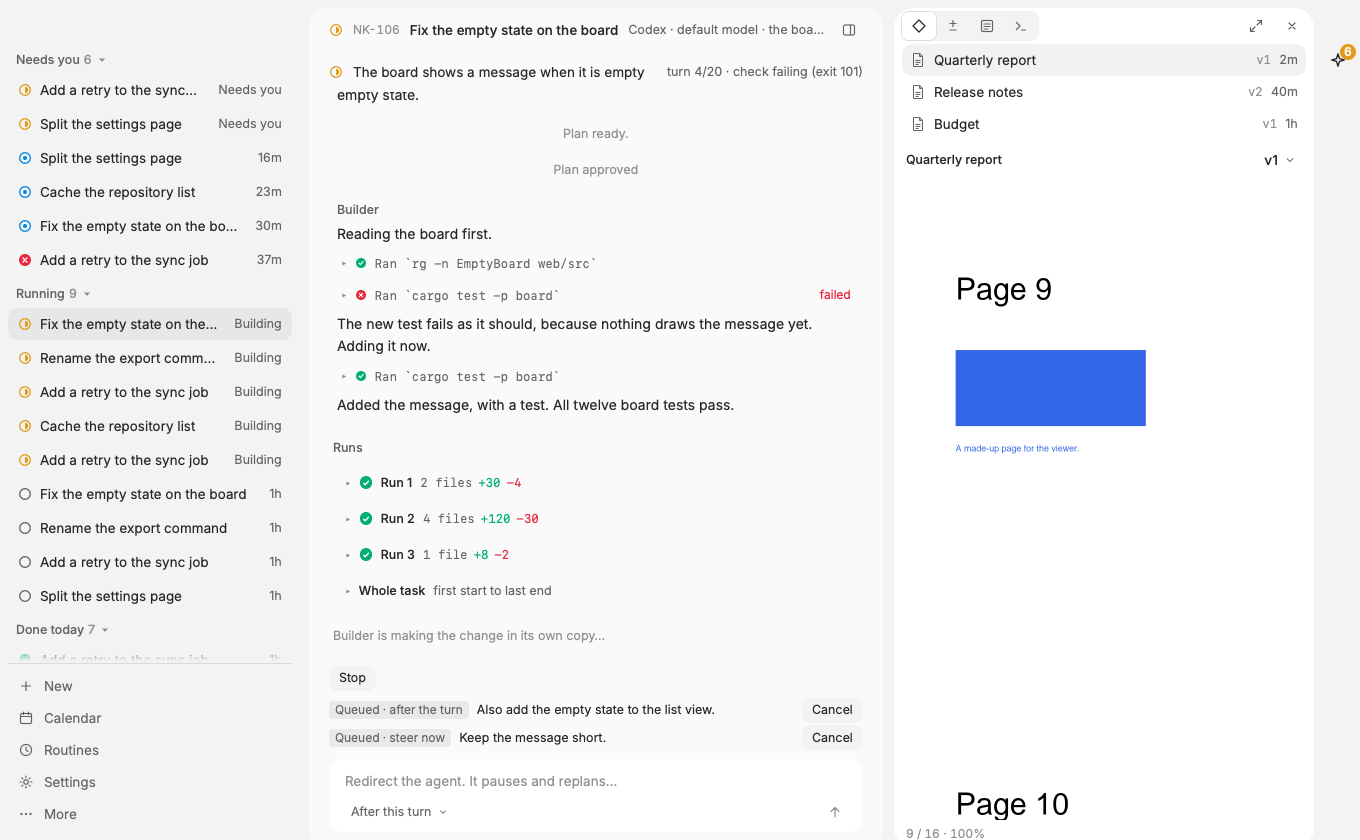 Needs you 6
Add a retry to the sync... Needs you
Split the settings page Needs you
Split the settings page 16m
Cache the repository list 23m
Fix the empty state on the bo... 30m
Add a retry to the sync job 37m
Running 9
Fix the empty state on the... Building
Rename the export comm... Building
Add a retry to the sync job Building
Cache the repository list Building
Add a retry to the sync job Building
Fix the empty state on the board 1h
Rename the export command 1h
Add a retry to the sync job 1h
Split the settings page 1h
Done today 7
Add a retry to the sync job 1h
New
Calendar
Routines
Settings
More
NK-106 Fix the empty state on the board Codex · default model · the boa...
The board shows a message when it is empty turn 4/20 · check failing (exit 101)
empty state.
Plan ready.
Plan approved
Builder
Reading the board first.
Ran `rg -n EmptyBoard web/src`
Ran `cargo test -p board` failed
The new test fails as it should, because nothing draws the message yet.
Adding it now.
Ran `cargo test -p board`
Added the message, with a test. All twelve board tests pass.
Runs
Run 1 2 files +30 −4
Run 2 4 files +120 −30
Run 3 1 file +8 −2
Whole task first start to last end
Builder is making the change in its own copy...
Stop
Queued · after the turn Also add the empty state to the list view. Cancel
Queued · steer now Keep the message short. Cancel
Redirect the agent. It pauses and replans...
After this turn
Quarterly report v1 2m
Release notes v2 40m
Budget v1 1h
Quarterly report v1
Page 9
A made-up page for the viewer.
Page 10
9 / 16 · 100%
6